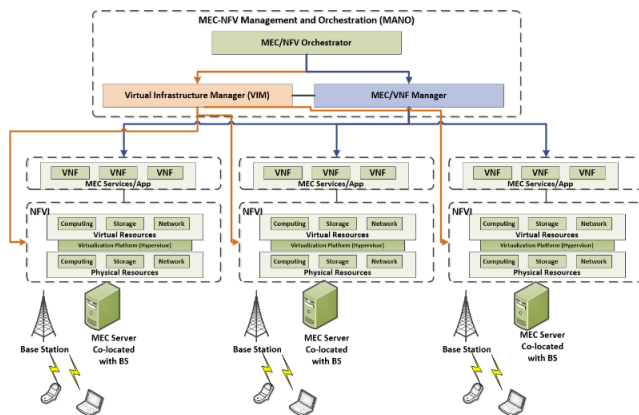 MEC-NFV Management and Orchestration (MANO)
MEC/NFV Orchestrator
Virtual Infrastructure Manager (VIM)
MEC/VNF Manager
VNF VNF VNF
MEC Services/App
VNF VNF VNF
MEC Services/App
VNF VNF VNF
MEC Services/App
NFVI
Computing Storage Network
Virtual Resources
Virtualization Platform (Hypervisor)
Computing Storage Network
Physical Resources
NFVI
Computing Storage Network
Virtual Resources
Virtualization Platform (Hypervisor)
Computing Storage Network
Physical Resources
NFVI
Computing Storage Network
Virtual Resources
Virtualization Platform (Hypervisor)
Computing Storage Network
Physical Resources
Base Station
MEC Server
Co-located
with BS
Base Station
MEC Server
Co-located
with BS
Base Station
MEC Server
Co-located
with BS